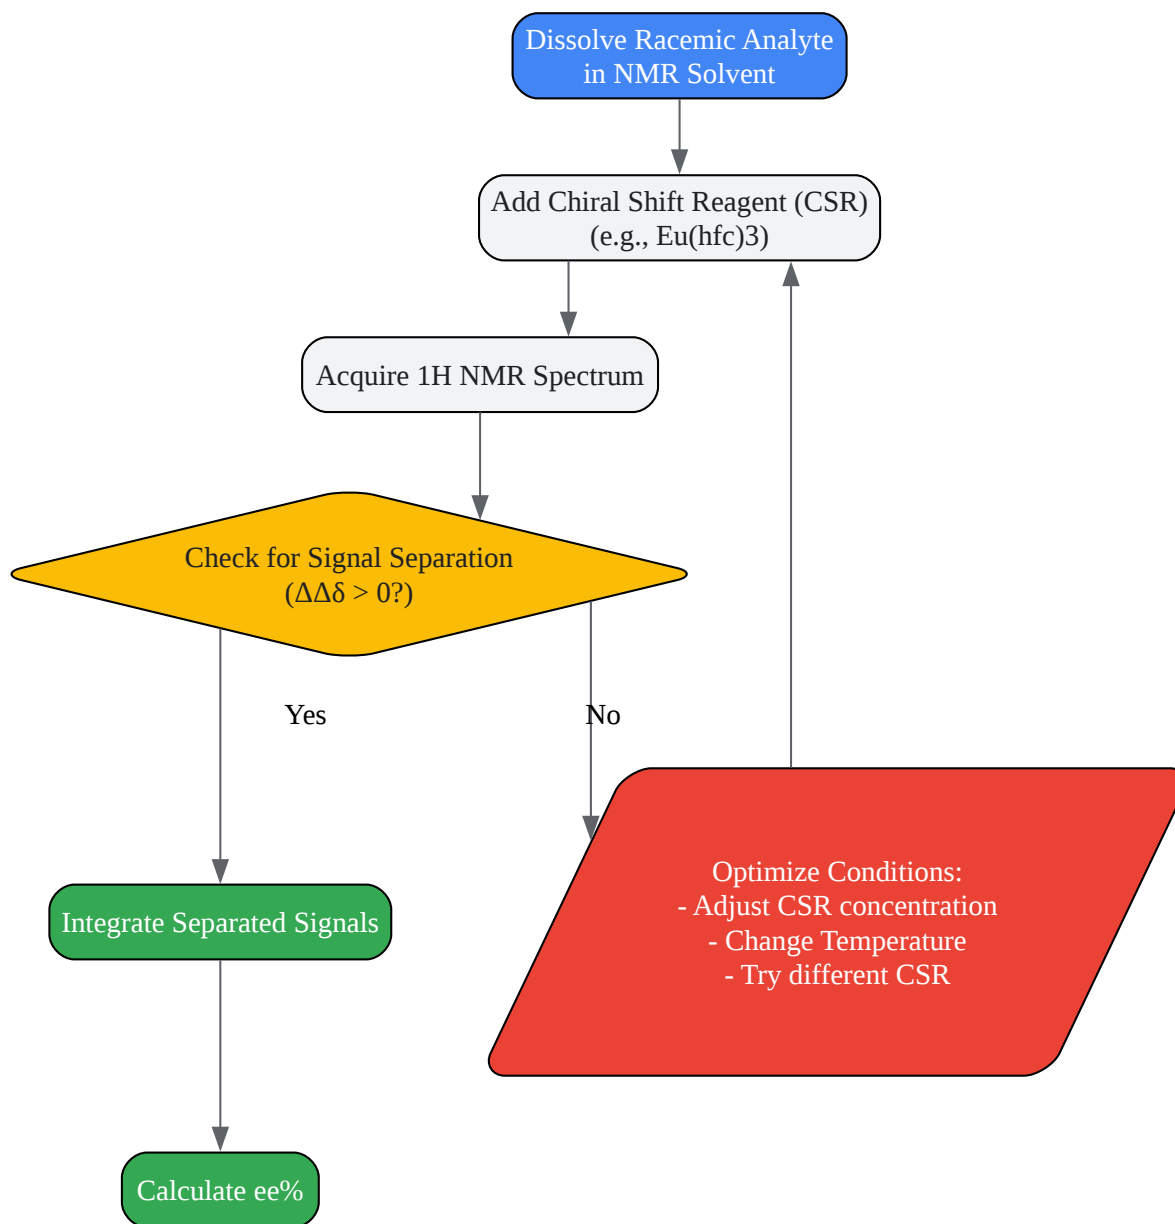 Dissolve Racemic Analyte
in NMR Solvent
Add Chiral Shift Reagent (CSR)
(e.g., Eu(hfc)3)
Acquire 1H NMR Spectrum
Check for Signal Separation
(ΔΔδ > 0?)
Yes
No
Optimize Conditions:
- Adjust CSR concentration
- Change Temperature
- Try different CSR
Integrate Separated Signals
Calculate ee%